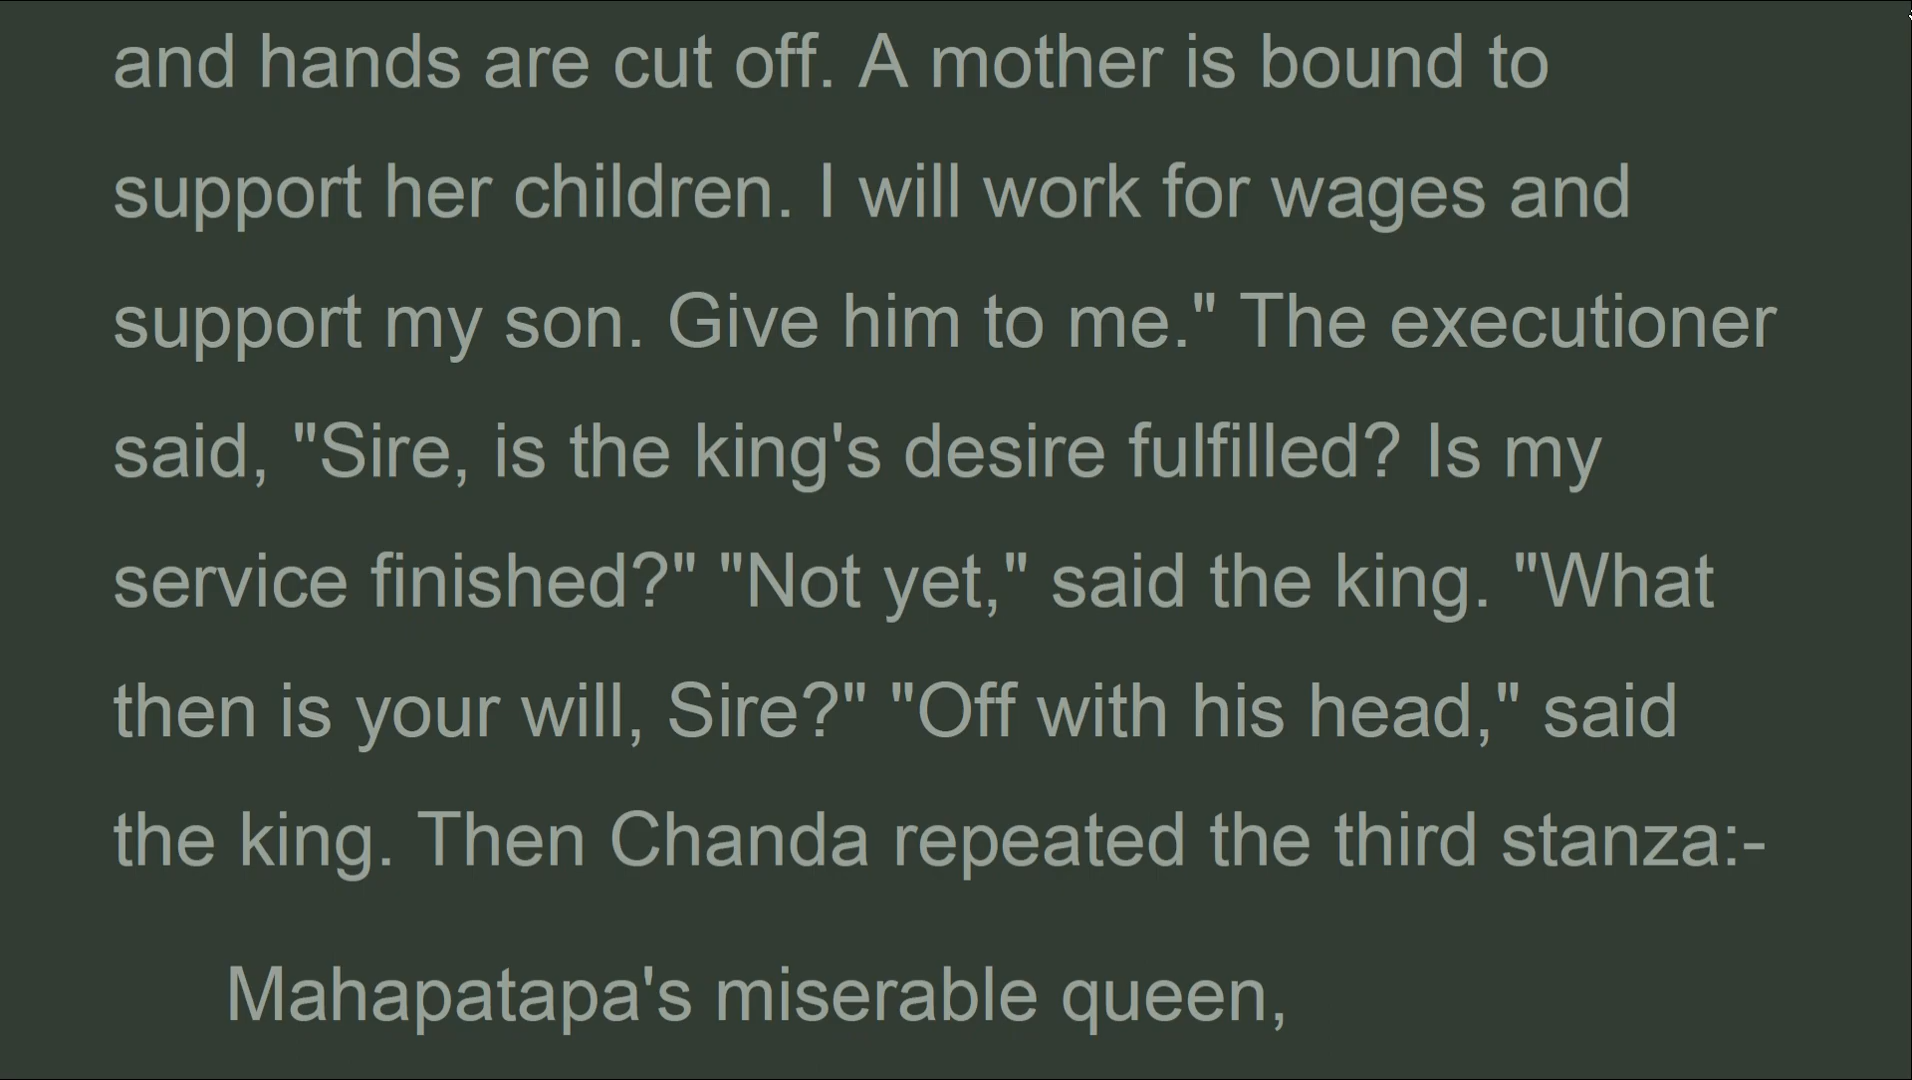 and hands are cut off. A mother is bound to
support her children. I will work for wages and
support my son. Give him to me." The executioner
said, "Sire, is the king's desire fulfilled? Is my
service finished?" "Not yet," said the king. "What
then is your will, Sire?" "Off with his head," said
the king. Then Chanda repeated the third stanza:-
Mahapatapa's miserable queen,